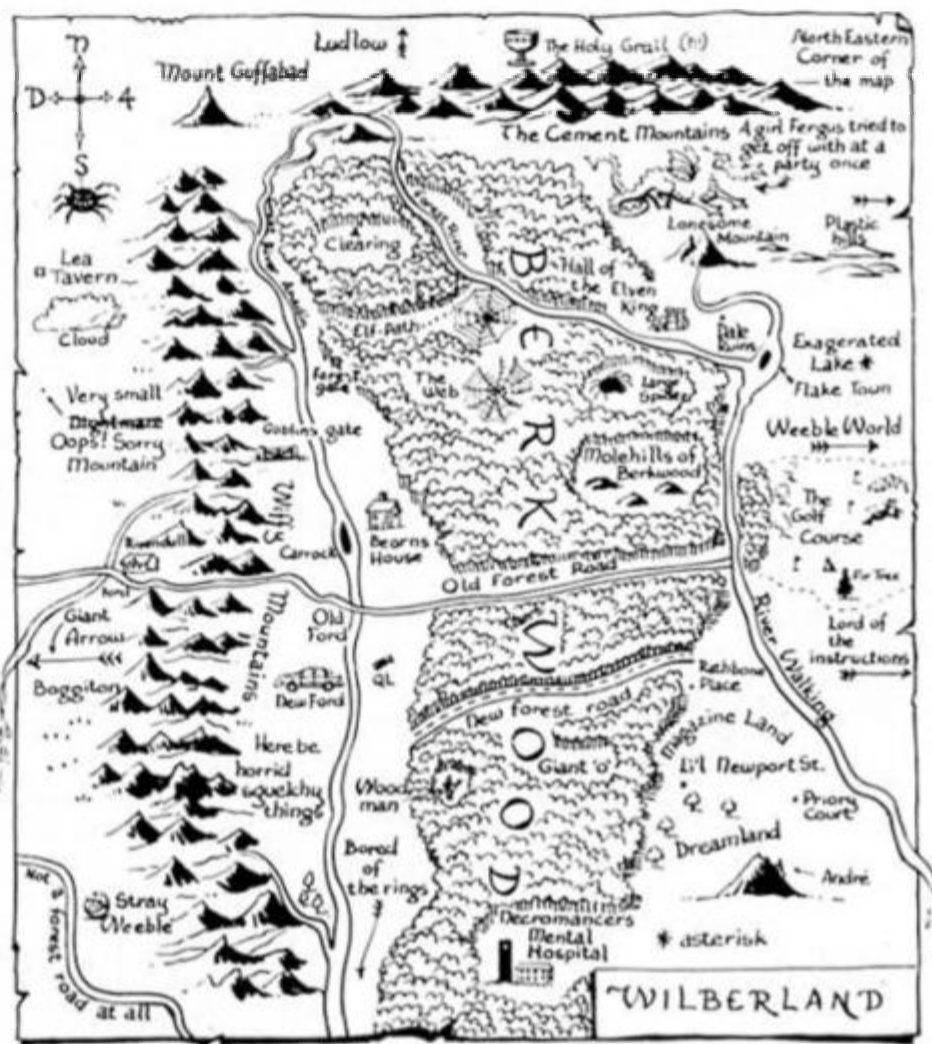 n
D 4
S
Ludlow
The Holy Grail (hi)
North Eastern
Corner of
the map
Mount Guffabad
The Cement Mountains
A girl Fergus tried to
get off with at a
party once
Clearing
Lonesome
Mountain
Plastic
hills
Lea
Tavern
Cloud
Hall of
the Elven
King
Elf-path
The
Web
Large
Spider
Exagerated
Lake *
Flake Town
Very small
Nightmare
Oops! Sorry
Mountain
Goblins gate
Weeble World
Molehills of
Berkwood
BERKWOOD
The
Golf
Course
Fir Tree
Bearns
House
Carrock
Old Forest Road
Giant
Arrow
Old
Ford
Mountains
Lord of
the
instructions
River Walking
Boggiton
New Ford
GL
Rathbone
Place
New forest road
Magazine Land
Here be
horrid
squelchy
things
Giant 'o'
Wood
man
Li'l Newport St.
Priory
Court
Dreamland
Bored
of
the rings
André
Not a forest road at all
Stray
Weeble
Necromancers
Mental
Hospital
* asterisk
WILBERLAND